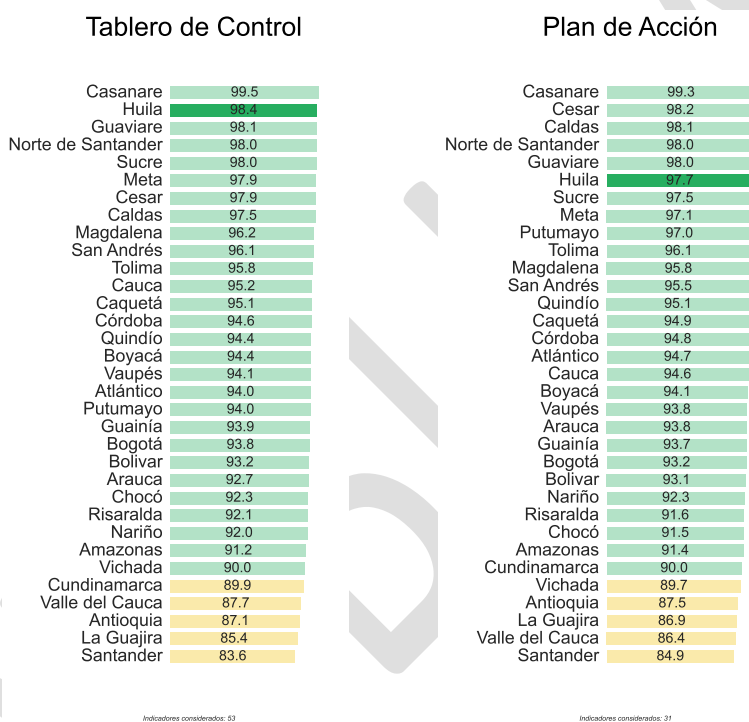 Tablero de Control
Casanare 99.5
Huila 98.4
Guaviare 98.1
Norte de Santander 98.0
Sucre 98.0
Meta 97.9
Cesar 97.9
Caldas 97.5
Magdalena 96.2
San Andrés 96.1
Tolima 95.8
Cauca 95.2
Caquetá 95.1
Córdoba 94.6
Quindío 94.4
Boyacá 94.4
Vaupés 94.1
Atlántico 94.0
Putumayo 94.0
Guainía 93.9
Bogotá 93.8
Bolivar 93.2
Arauca 92.7
Chocó 92.3
Risaralda 92.1
Nariño 92.0
Amazonas 91.2
Vichada 90.0
Cundinamarca 89.9
Valle del Cauca 87.7
Antioquia 87.1
La Guajira 85.4
Santander 83.6
Indicadores considerados: 53
Plan de Acción
Casanare 99.3
Cesar 98.2
Caldas 98.1
Norte de Santander 98.0
Guaviare 98.0
Huila 97.7
Sucre 97.5
Meta 97.1
Putumayo 97.0
Tolima 96.1
Magdalena 95.8
San Andrés 95.5
Quindío 95.1
Caquetá 94.9
Córdoba 94.8
Atlántico 94.7
Cauca 94.6
Boyacá 94.1
Vaupés 93.8
Arauca 93.8
Guainía 93.7
Bogotá 93.2
Bolivar 93.1
Nariño 92.3
Risaralda 91.6
Chocó 91.5
Amazonas 91.4
Cundinamarca 90.0
Vichada 89.7
Antioquia 87.5
La Guajira 86.9
Valle del Cauca 86.4
Santander 84.9
Indicadores considerados: 31